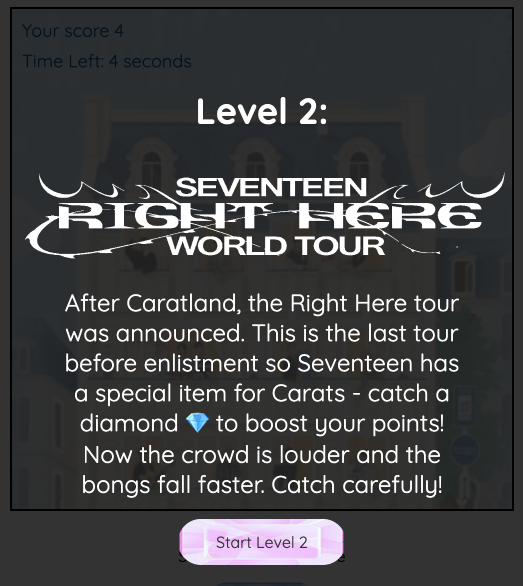 Your score 4
Time Left: 4 seconds
Level 2:
SEVENTEEN
RIGHT HERE
WORLD TOUR
After Caratland, the Right Here tour
was announced. This is the last tour
before enlistment so Seventeen has
a special item for Carats - catch a
diamond 💎 to boost your points!
Now the crowd is louder and the
bongs fall faster. Catch carefully!
Start Level 2